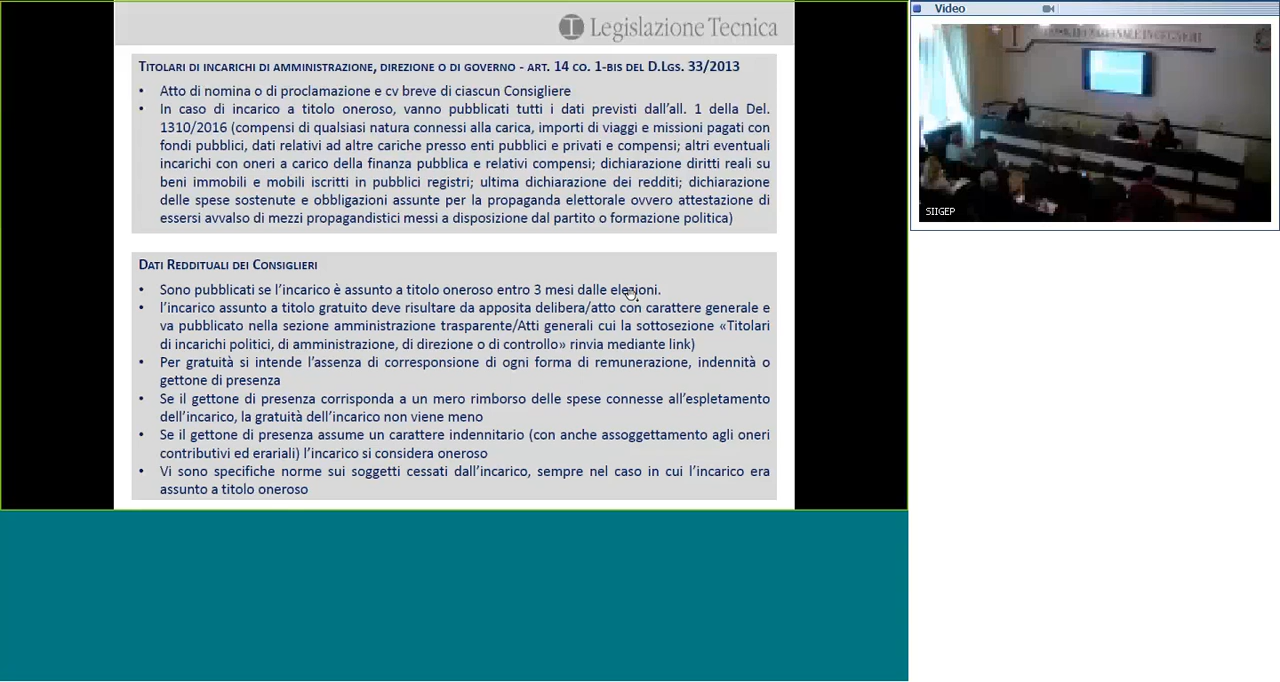 Legislazione Tecnica
Titolari di incarichi di amministrazione, direzione o di governo - art. 14 co. 1-bis del D.Lgs. 33/2013
• Atto di nomina o di proclamazione e cv breve di ciascun Consigliere
• In caso di incarico a titolo oneroso, vanno pubblicati tutti i dati previsti dall’all. 1 della Del.
1310/2016 (compensi di qualsiasi natura connessi alla carica, importi di viaggi e missioni pagati con
fondi pubblici, dati relativi ad altre cariche presso enti pubblici e privati e compensi; altri eventuali
incarichi con oneri a carico della finanza pubblica e relativi compensi; dichiarazione diritti reali su
beni immobili e mobili iscritti in pubblici registri; ultima dichiarazione dei redditi; dichiarazione
delle spese sostenute e obbligazioni assunte per la propaganda elettorale ovvero attestazione di
essersi avvalso di mezzi propagandistici messi a disposizione dal partito o formazione politica)
Dati Reddituali dei Consiglieri
• Sono pubblicati se l’incarico è assunto a titolo oneroso entro 3 mesi dalle elezioni.
• l’incarico assunto a titolo gratuito deve risultare da apposita delibera/atto con carattere generale e
va pubblicato nella sezione amministrazione trasparente/Atti generali cui la sottosezione «Titolari
di incarichi politici, di amministrazione, di direzione o di controllo» rinvia mediante link)
• Per gratuità si intende l’assenza di corresponsione di ogni forma di remunerazione, indennità o
gettone di presenza
• Se il gettone di presenza corrisponda a un mero rimborso delle spese connesse all’espletamento
dell’incarico, la gratuità dell’incarico non viene meno
• Se il gettone di presenza assume un carattere indennitario (con anche assoggettamento agli oneri
contributivi ed erariali) l’incarico si considera oneroso
• Vi sono specifiche norme sui soggetti cessati dall’incarico, sempre nel caso in cui l’incarico era
assunto a titolo oneroso
Video
NAZIONALE INGEGNERI
SIIGEP